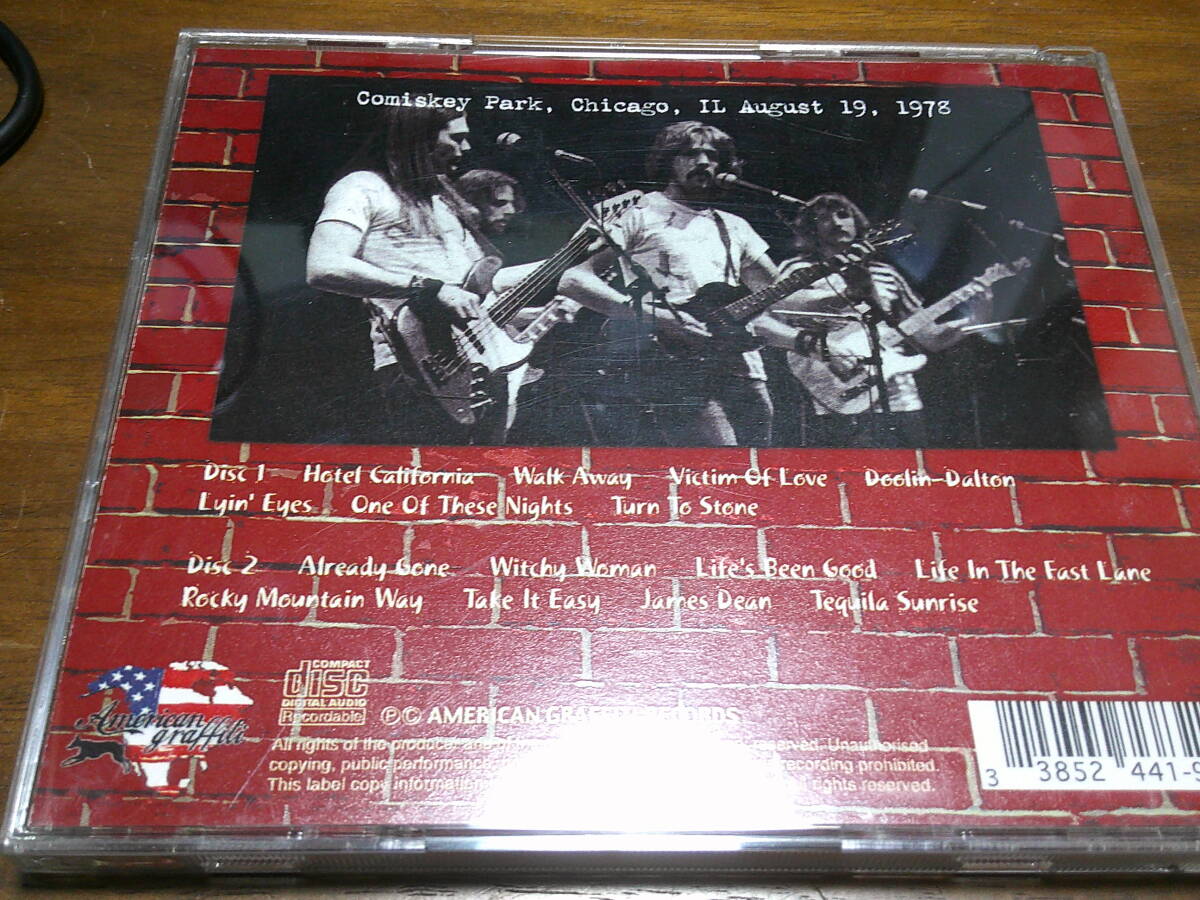 Comiskey Park, Chicago, IL August 19, 1978
Disc 1 Hotel California Walk Away Victim Of Love Doolin-Dalton
Lyin' Eyes One Of These Nights Turn To Stone
Disc 2 Already Gone Witchy Woman Life's Been Good Life In The Fast Lane
Rocky Mountain Way Take It Easy James Dean Tequila Sunrise
American
graffiti
COMPACT
disc
DIGITAL AUDIO
Recordable
℗© AMERICAN GRAFFITI RECORDS
All rights of the producer and reserved. Unauthorised
copying, public performance, recording prohibited.
This label copy information rights reserved.
3 3852 441-9